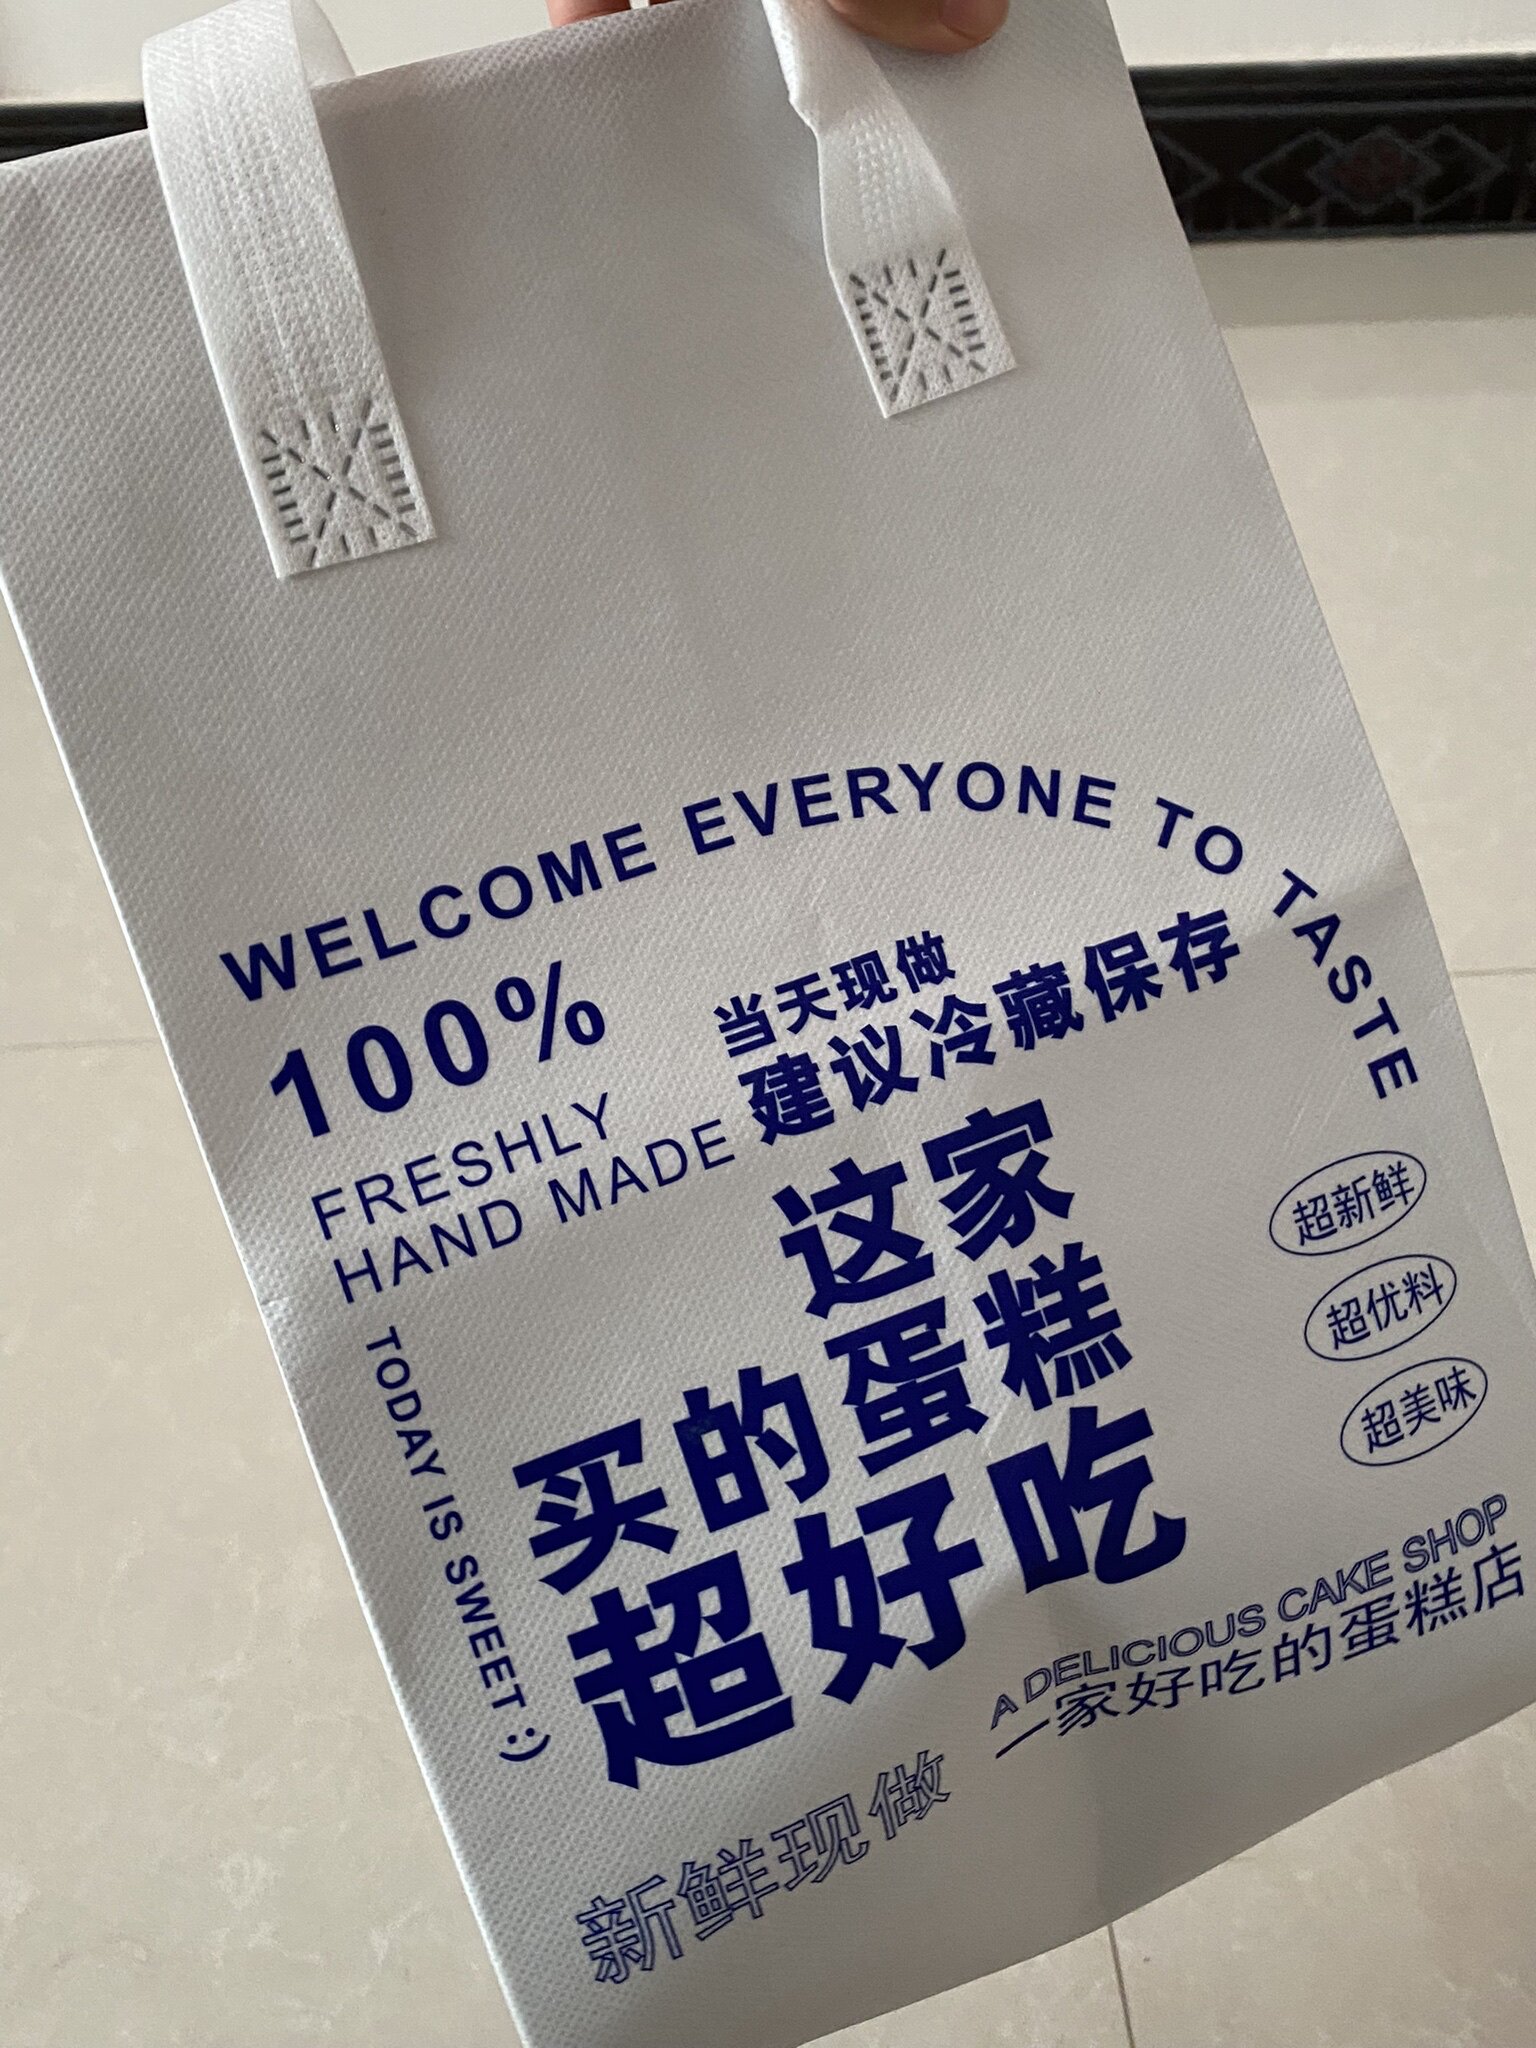 WELCOME EVERYONE TO TASTE
100%
FRESHLY
HAND MADE
当天现做
建议冷藏保存
这家
买的蛋糕
超好吃
超新鲜
超优料
超美味
TODAY IS SWEET :)
A DELICIOUS CAKE SHOP
一家好吃的蛋糕店
新鲜现做